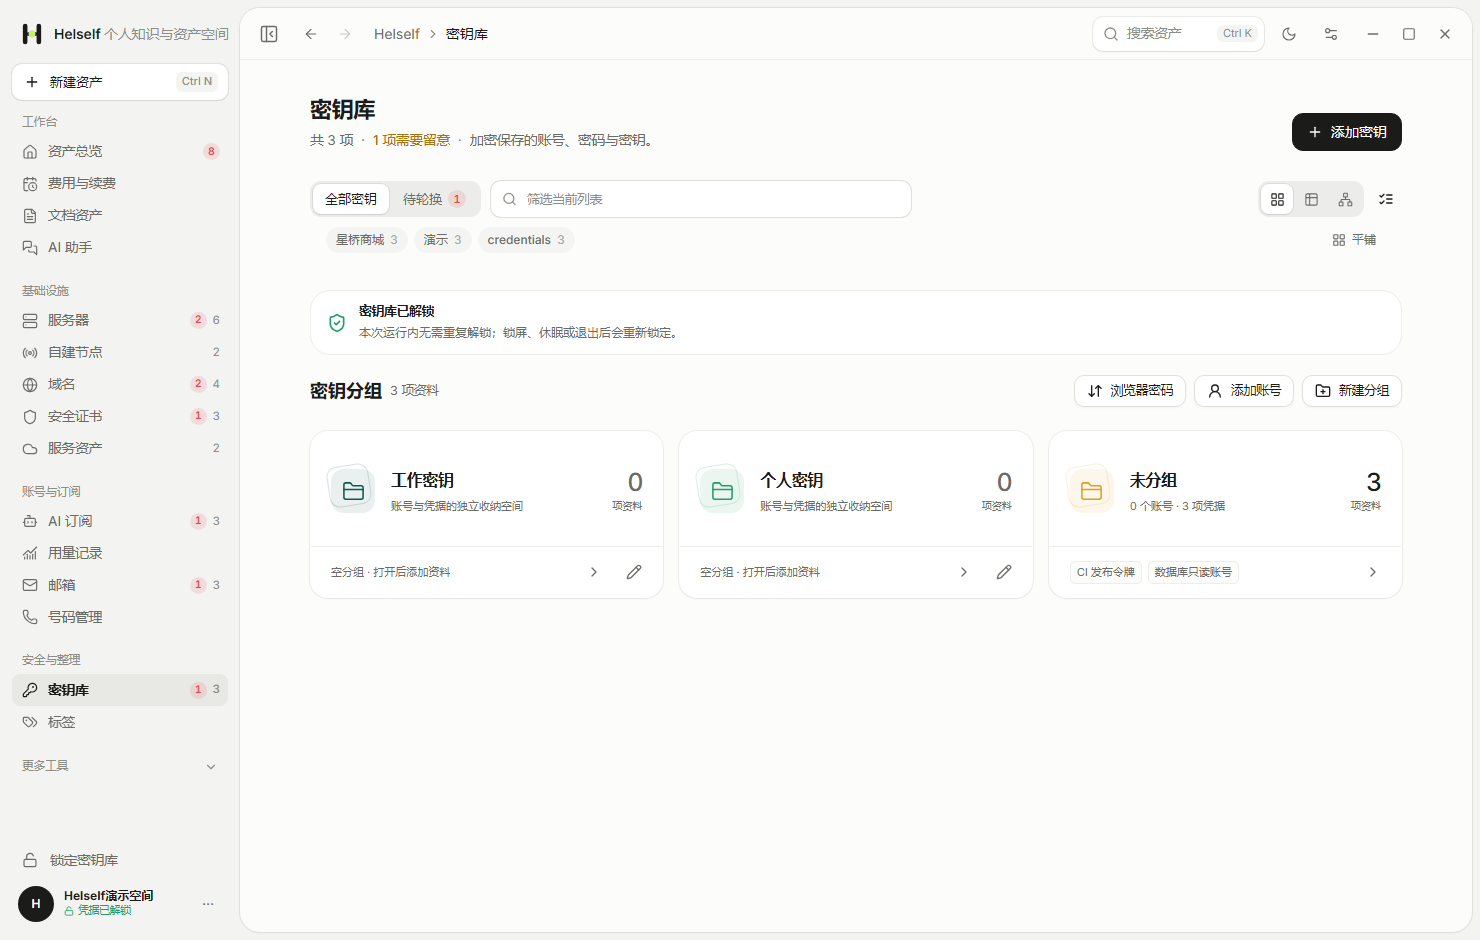 Helself 个人知识与资产空间
新建资产 Ctrl N
工作台
资产总览 8
费用与续费
文档资产
AI 助手
基础设施
服务器 2 6
自建节点 2
域名 2 4
安全证书 1 3
服务资产 2
账号与订阅
AI 订阅 1 3
用量记录
邮箱 1 3
号码管理
安全与整理
密钥库 1 3
标签
更多工具
锁定密钥库
H
Helself演示空间
凭据已解锁
Helself > 密钥库
搜索资产 Ctrl K
密钥库
共 3 项 · 1 项需要留意 · 加密保存的账号、密码与密钥。
添加密钥
全部密钥 待轮换 1 筛选当前列表
星桥商城 3 演示 3 credentials 3 平铺
密钥库已解锁
本次运行内无需重复解锁；锁屏、休眠或退出后会重新锁定。
密钥分组 3 项资料 浏览器密码 添加账号 新建分组
工作密钥 0
账号与凭据的独立收纳空间 项资料
空分组 · 打开后添加资料
个人密钥 0
账号与凭据的独立收纳空间 项资料
空分组 · 打开后添加资料
未分组 3
0 个账号 · 3 项凭据 项资料
CI 发布令牌 数据库只读账号